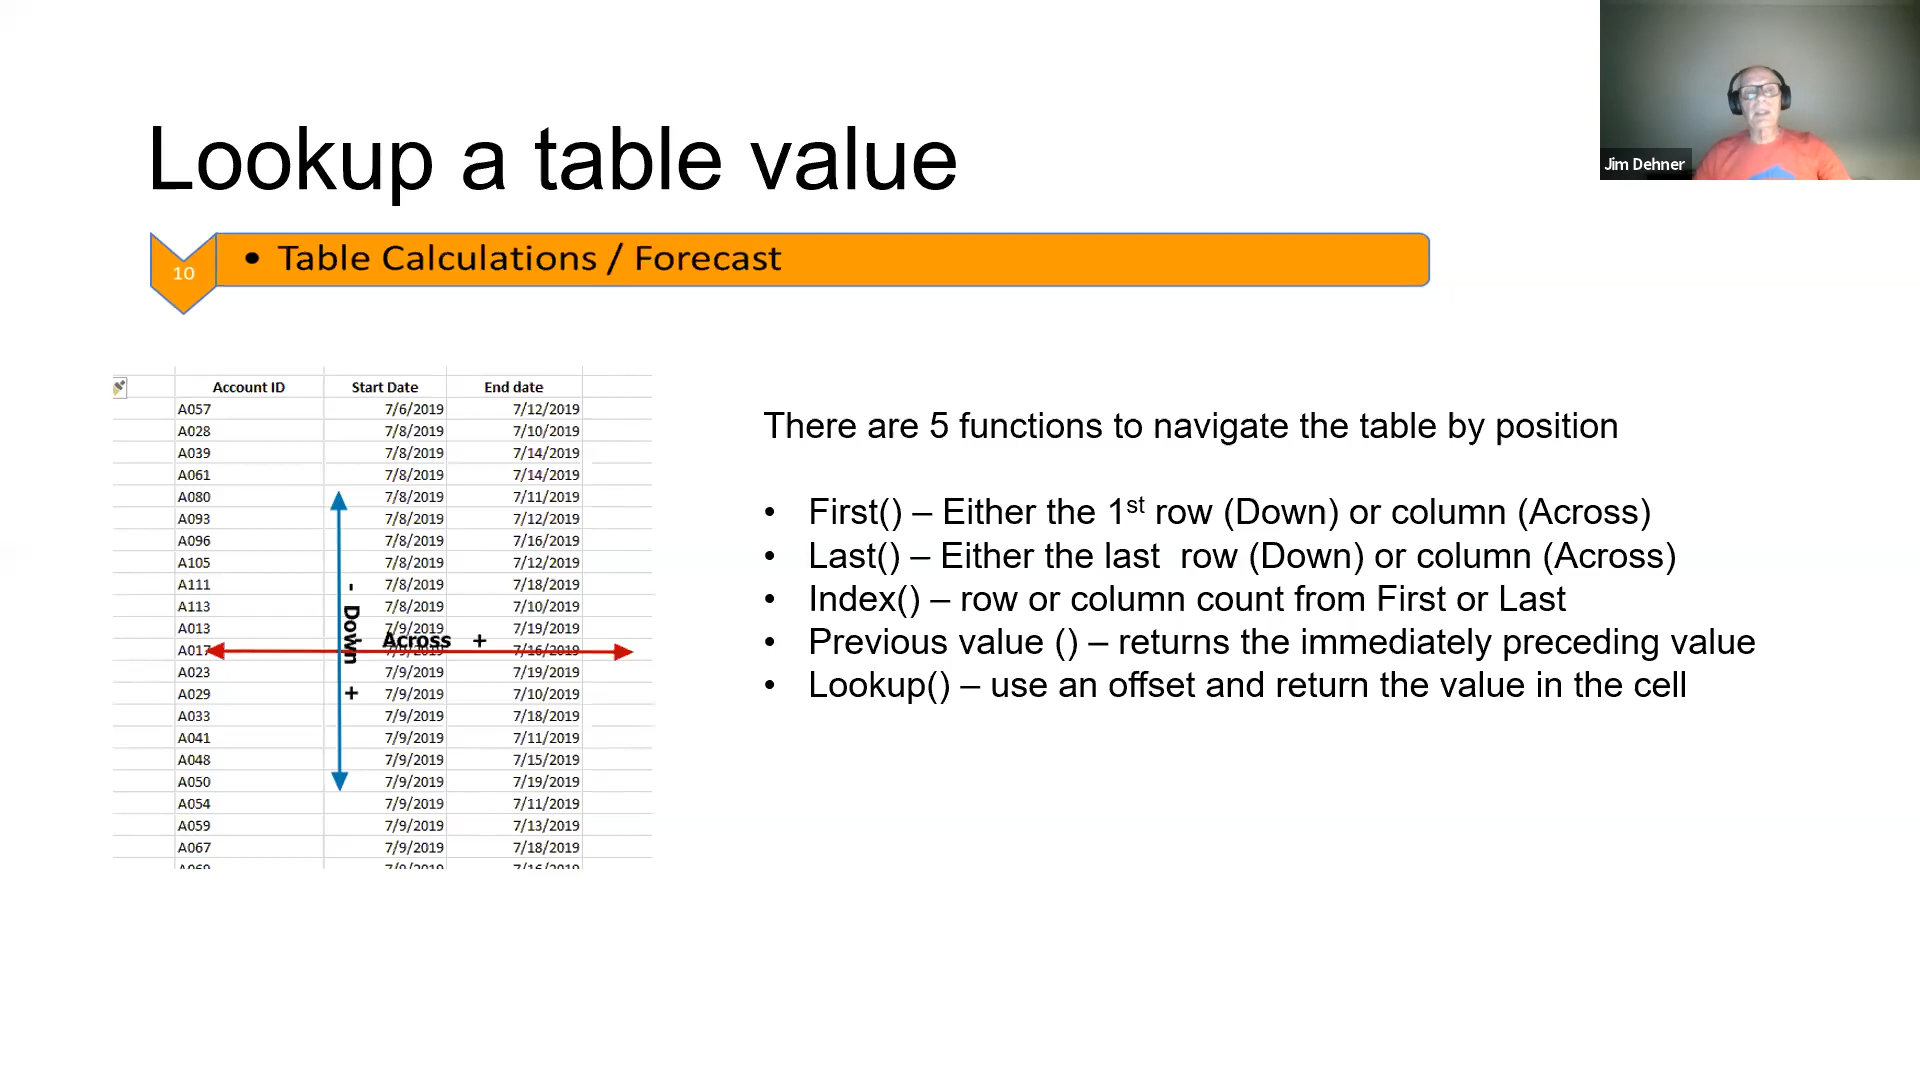 Jim Dehner
Lookup a table value
10
• Table Calculations / Forecast
Account ID Start Date End date
A057 7/6/2019 7/12/2019
A028 7/8/2019 7/10/2019
A039 7/8/2019 7/14/2019
A061 7/8/2019 7/14/2019
A080 7/8/2019 7/11/2019
A093 7/8/2019 7/12/2019
A096 7/8/2019 7/16/2019
A105 7/8/2019 7/12/2019
A111 7/8/2019 7/18/2019
A113 7/8/2019 7/10/2019
A013 7/9/2019 7/19/2019
A017 7/9/2019 7/16/2019
A023 7/9/2019 7/19/2019
A029 7/9/2019 7/10/2019
A033 7/9/2019 7/18/2019
A041 7/9/2019 7/11/2019
A048 7/9/2019 7/15/2019
A050 7/9/2019 7/19/2019
A054 7/9/2019 7/11/2019
A059 7/9/2019 7/13/2019
A067 7/9/2019 7/18/2019
- Down +
- Across +
There are 5 functions to navigate the table by position
• First() – Either the 1st row (Down) or column (Across)
• Last() – Either the last row (Down) or column (Across)
• Index() – row or column count from First or Last
• Previous value () – returns the immediately preceding value
• Lookup() – use an offset and return the value in the cell